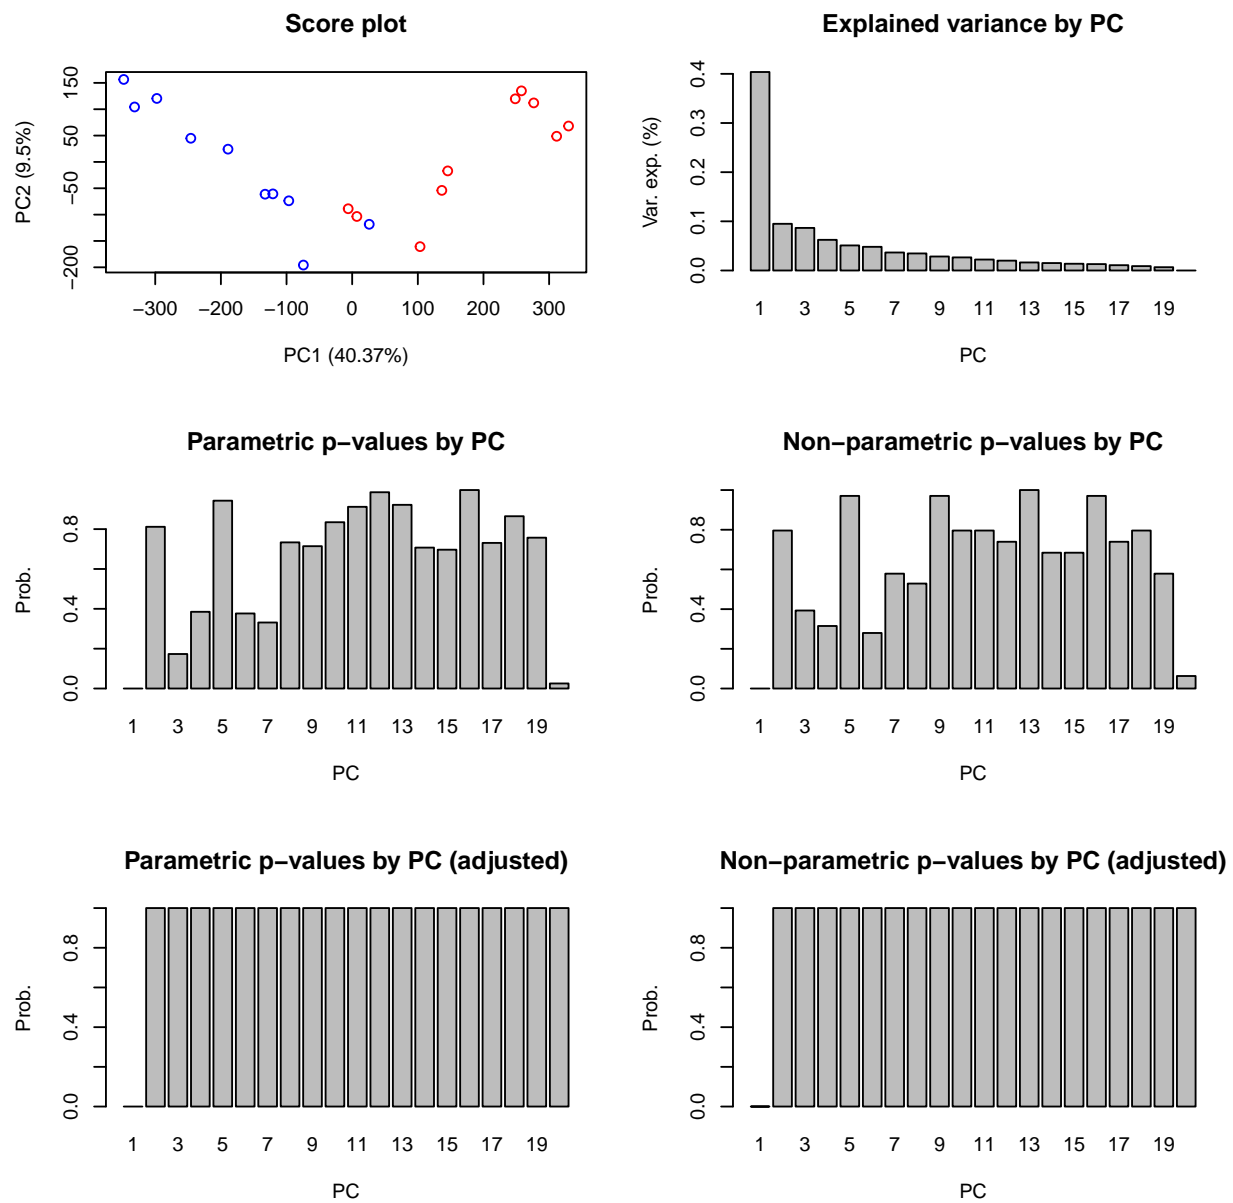 Score plot
PC2 (9.5%)
150
50
−50
−200
−300 −200 −100 0 100 200 300
PC1 (40.37%)
Explained variance by PC
Var. exp. (%)
0.4
0.3
0.2
0.1
0.0
1 3 5 7 9 11 13 15 17 19
PC
Parametric p−values by PC
Prob.
0.8
0.4
0.0
1 3 5 7 9 11 13 15 17 19
PC
Non−parametric p−values by PC
Prob.
0.8
0.4
0.0
1 3 5 7 9 11 13 15 17 19
PC
Parametric p−values by PC (adjusted)
Prob.
0.8
0.4
0.0
1 3 5 7 9 11 13 15 17 19
PC
Non−parametric p−values by PC (adjusted)
Prob.
0.8
0.4
0.0
1 3 5 7 9 11 13 15 17 19
PC